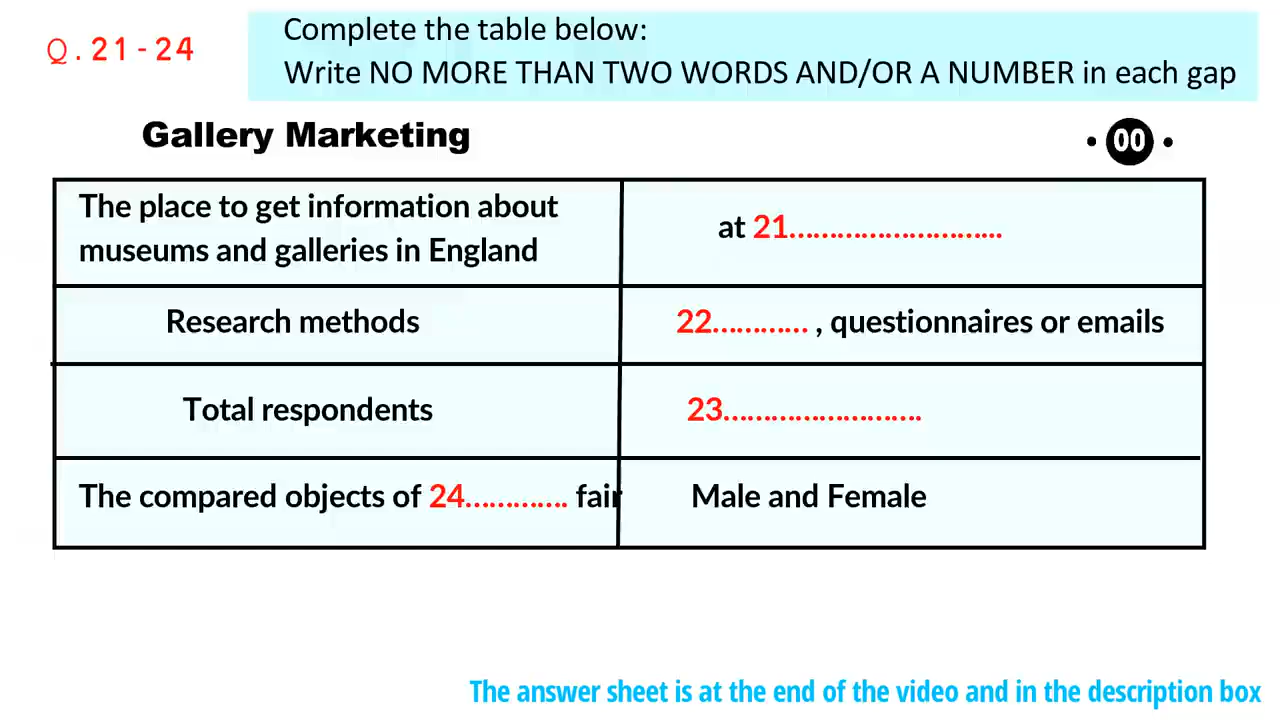 Q.21-24
Complete the table below:
Write NO MORE THAN TWO WORDS AND/OR A NUMBER in each gap
Gallery Marketing
00
The place to get information about
museums and galleries in England
at 21……………………...
Research methods
22………… , questionnaires or emails
Total respondents
23…………………….
The compared objects of 24…………. fair
Male and Female
The answer sheet is at the end of the video and in the description box